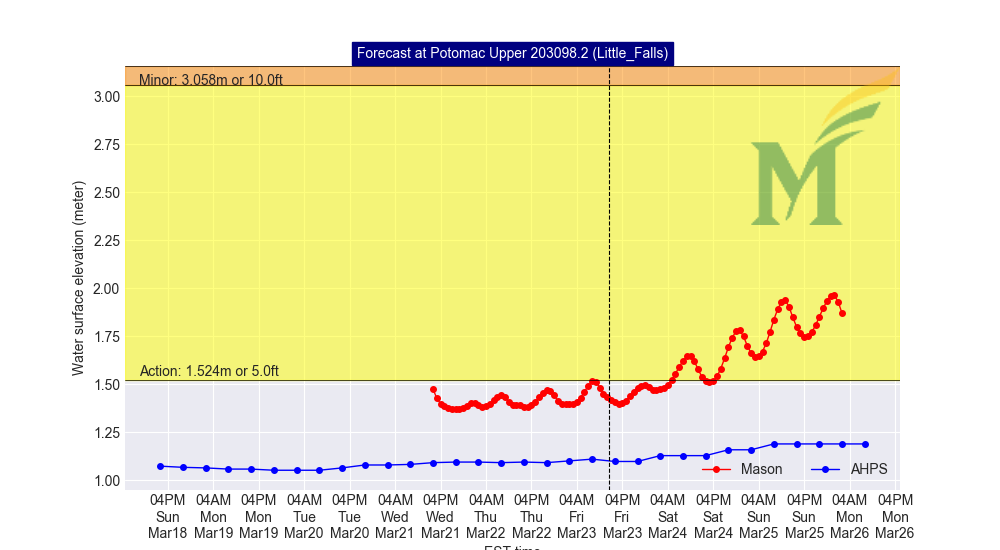 Forecast at Potomac Upper 203098.2 (Little_Falls)
Minor: 3.058m or 10.0ft
3.00
2.75
2.50
2.25
2.00
1.75
1.50
1.25
1.00
Water surface elevation (meter)
Action: 1.524m or 5.0ft
Mason AHPS
04PM 04AM 04PM 04AM 04PM 04AM 04PM 04AM 04PM 04AM 04PM 04AM 04PM 04AM 04PM 04AM 04PM
Sun Mon Mon Tue Tue Wed Wed Thu Thu Fri Fri Sat Sat Sun Sun Mon Mon
Mar18 Mar19 Mar19 Mar20 Mar20 Mar21 Mar21 Mar22 Mar22 Mar23 Mar23 Mar24 Mar24 Mar25 Mar25 Mar26 Mar26
EST time
M